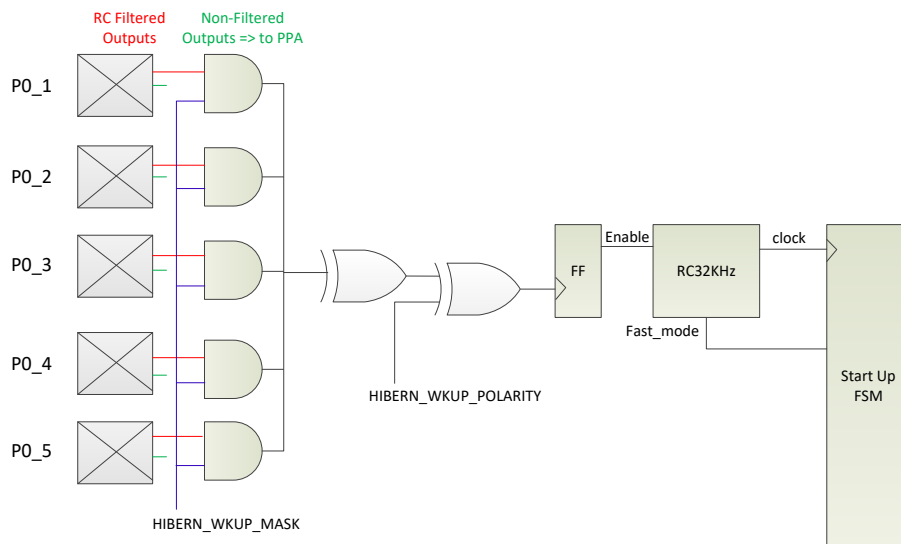 RC Filtered
Outputs
Non-Filtered
Outputs => to PPA
P0_1
P0_2
P0_3
P0_4
P0_5
HIBERN_WKUP_MASK
HIBERN_WKUP_POLARITY
FF
Enable
RC32KHz
clock
Fast_mode
Start Up
FSM